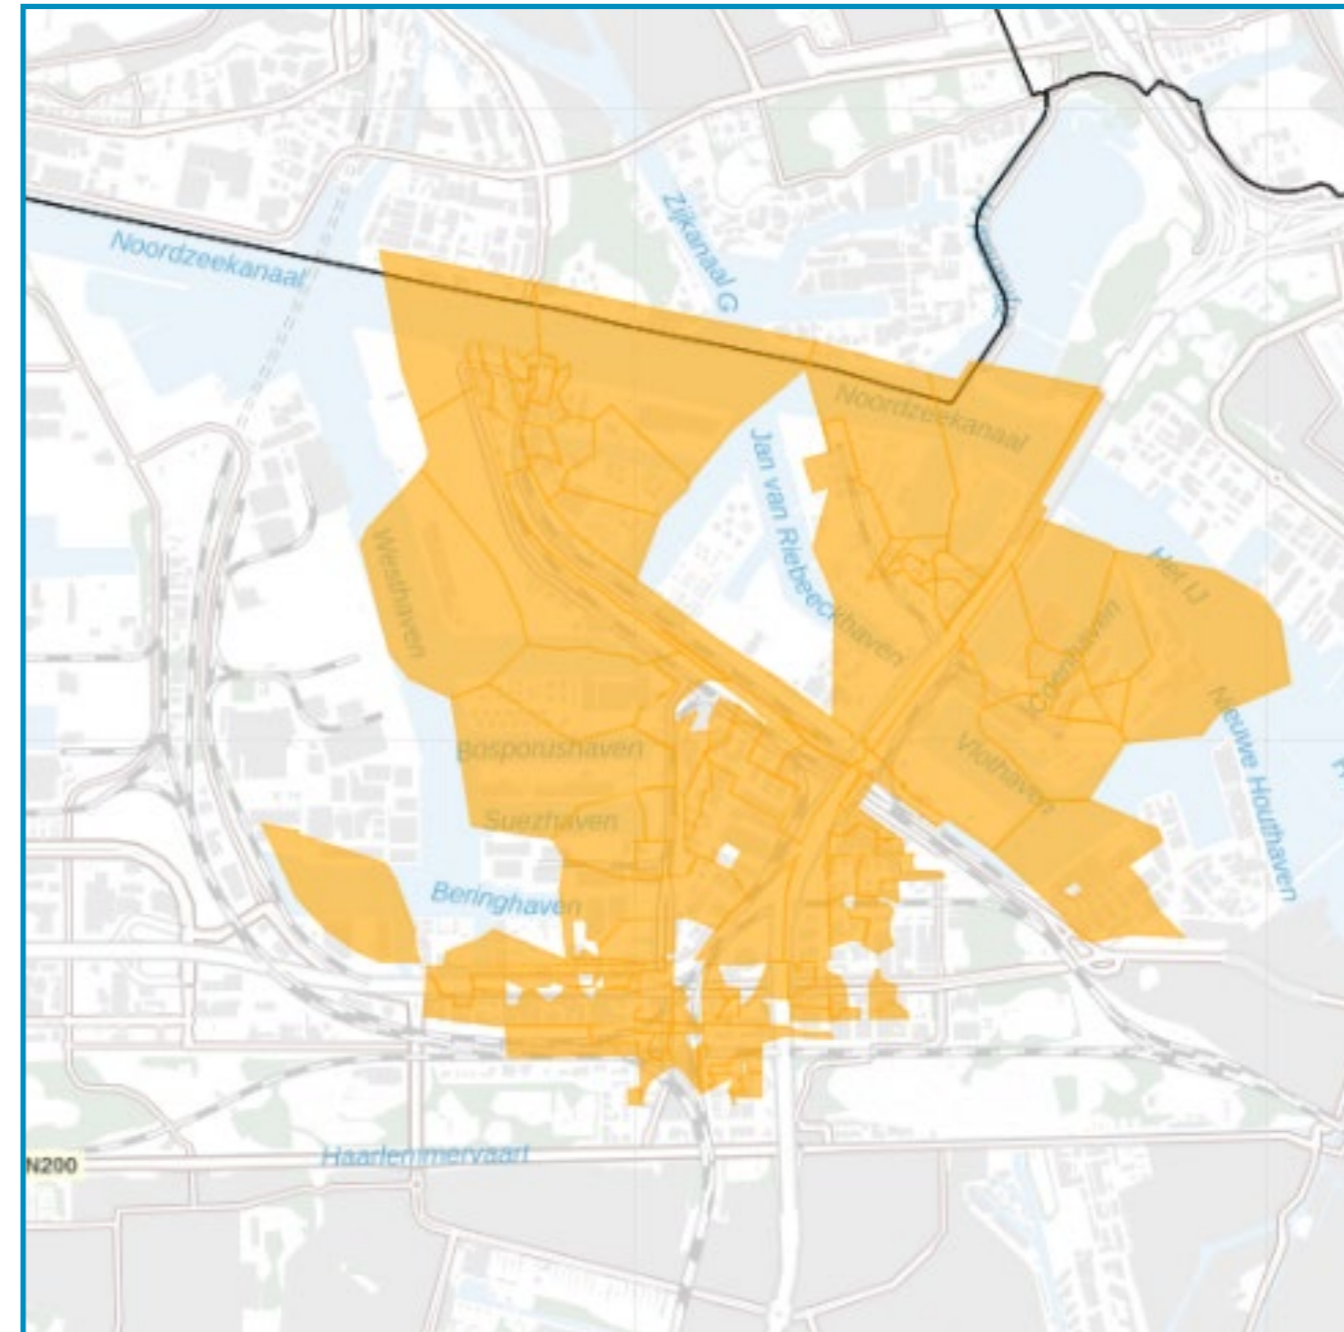 Zijkanaal G
Noordzeekanaal
Noordzeekanaal
Jan van Riebeeckhaven
Westhaven
Het IJ
Coenhaven
Nieuwe Houthaven
Vlothaven
Bosporushaven
Suezhaven
Beringhaven
Haarlemmervaart
N200